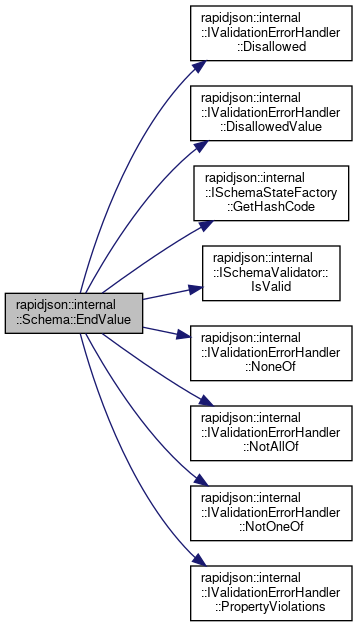 rapidjson::internal
::IValidationErrorHandler
::Disallowed
rapidjson::internal
::IValidationErrorHandler
::DisallowedValue
rapidjson::internal
::ISchemaStateFactory
::GetHashCode
rapidjson::internal
::ISchemaValidator::
IsValid
rapidjson::internal
::Schema::EndValue
rapidjson::internal
::IValidationErrorHandler
::NoneOf
rapidjson::internal
::IValidationErrorHandler
::NotAllOf
rapidjson::internal
::IValidationErrorHandler
::NotOneOf
rapidjson::internal
::IValidationErrorHandler
::PropertyViolations